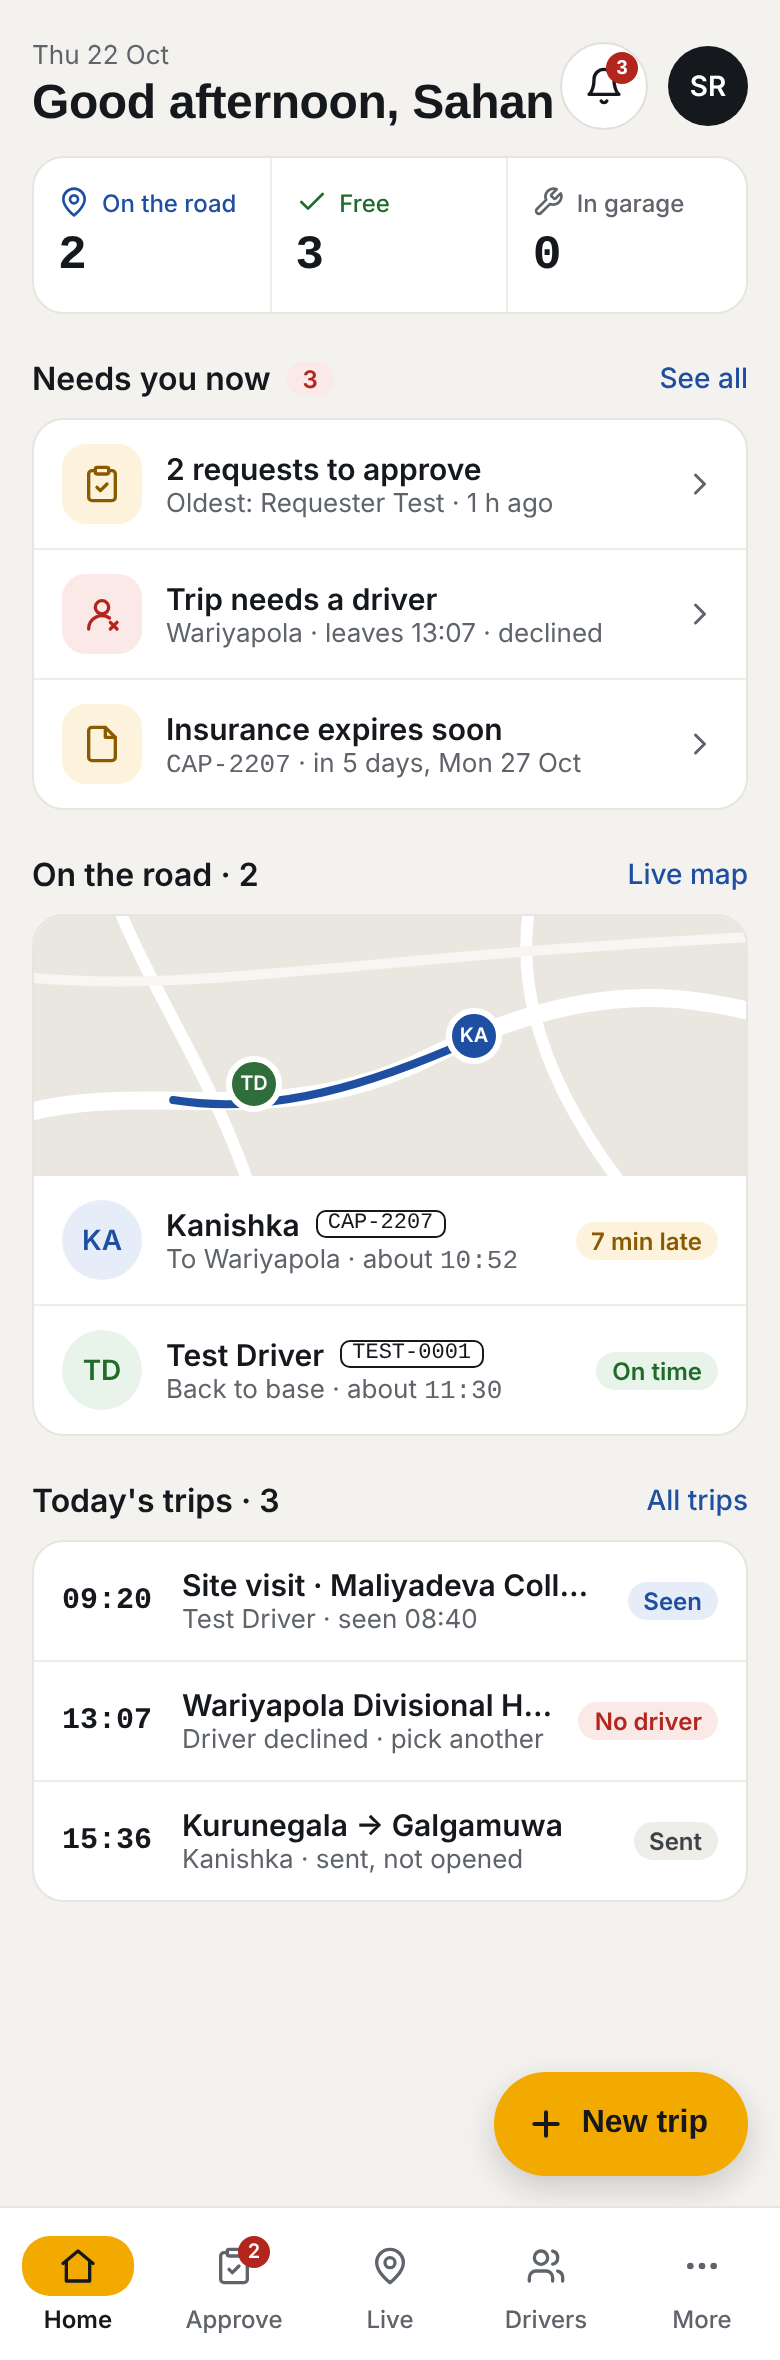 Thu 22 Oct
Good afternoon, Sahan
3
SR
On the road
2
Free
3
In garage
0
Needs you now 3
See all
2 requests to approve
Oldest: Requester Test · 1 h ago
Trip needs a driver
Wariyapola · leaves 13:07 · declined
Insurance expires soon
CAP-2207 · in 5 days, Mon 27 Oct
On the road · 2
Live map
KA
TD
KA
Kanishka CAP-2207
To Wariyapola · about 10:52
7 min late
TD
Test Driver TEST-0001
Back to base · about 11:30
On time
Today's trips · 3
All trips
09:20
Site visit · Maliyadeva Coll...
Test Driver · seen 08:40
Seen
13:07
Wariyapola Divisional H...
Driver declined · pick another
No driver
15:36
Kurunegala → Galgamuwa
Kanishka · sent, not opened
Sent
+ New trip
2
Home
Approve
Live
Drivers
More